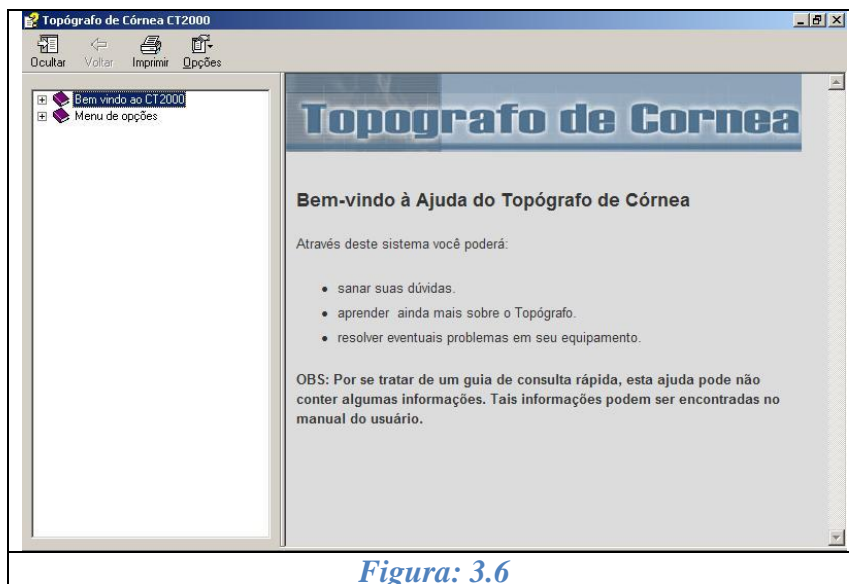 Topógrafo de Córnea CT2000
Ocultar Voltar Imprimir Opções
Bem vindo ao CT2000
Menu de opções
Topografo de Cornea
Bem-vindo à Ajuda do Topógrafo de Córnea
Através deste sistema você poderá:
• sanar suas dúvidas.
• aprender ainda mais sobre o Topógrafo.
• resolver eventuais problemas em seu equipamento.
OBS: Por se tratar de um guia de consulta rápida, esta ajuda pode não
conter algumas informações. Tais informações podem ser encontradas no
manual do usuário.
Figura: 3.6